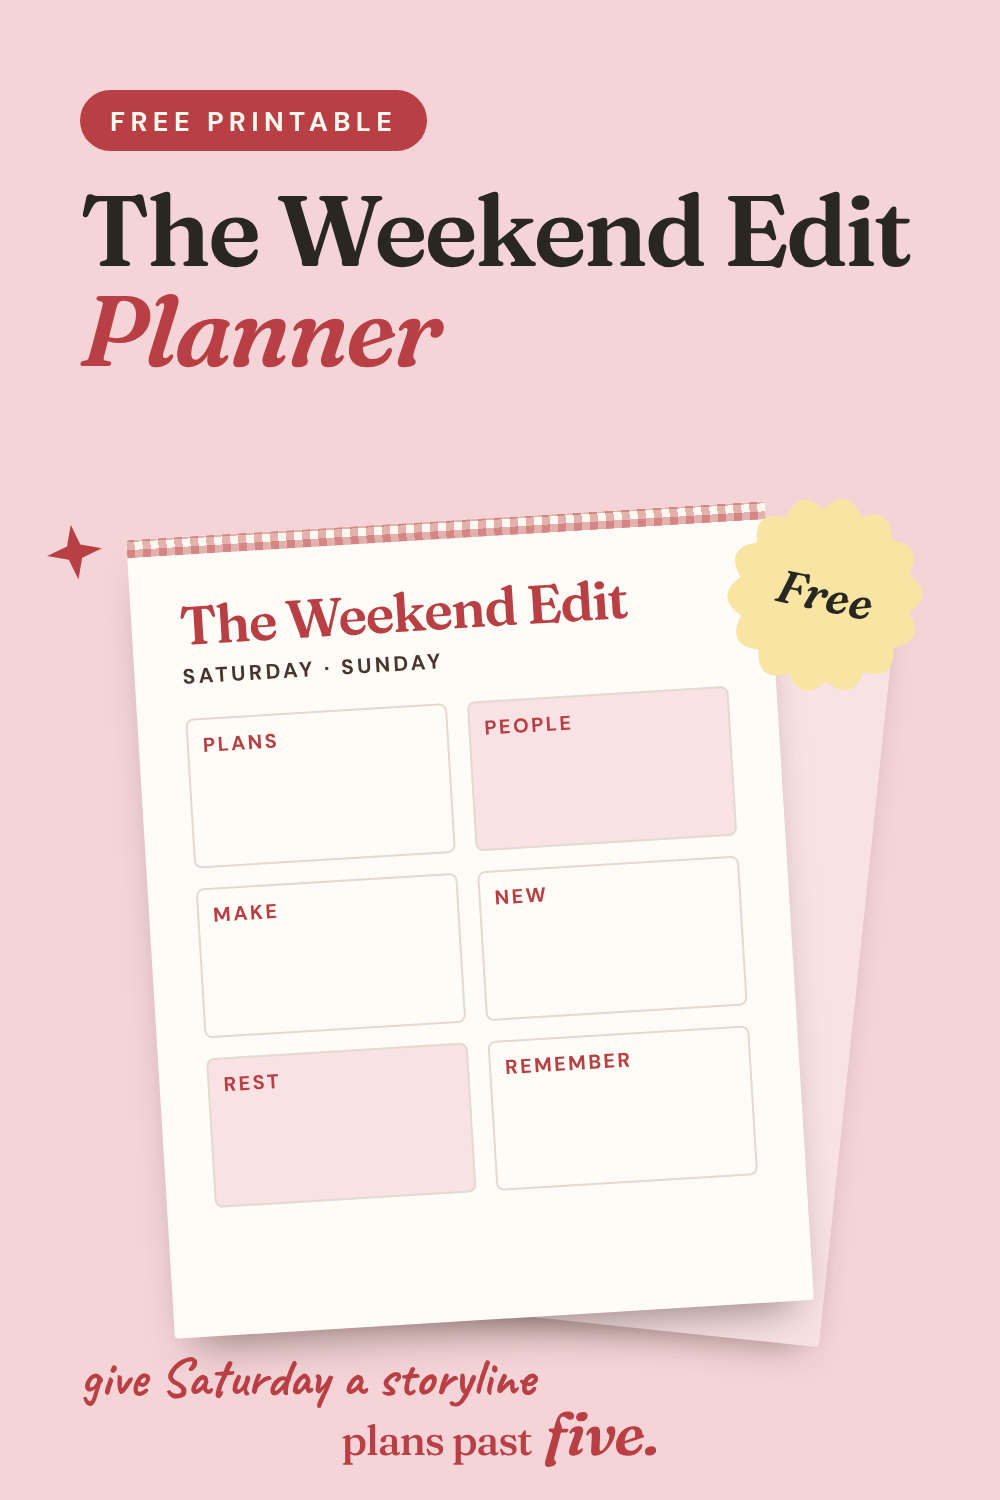 FREE PRINTABLE
The Weekend Edit
Planner
Free
The Weekend Edit
SATURDAY · SUNDAY
PLANS
PEOPLE
MAKE
NEW
REST
REMEMBER
give Saturday a storyline
plans past five.